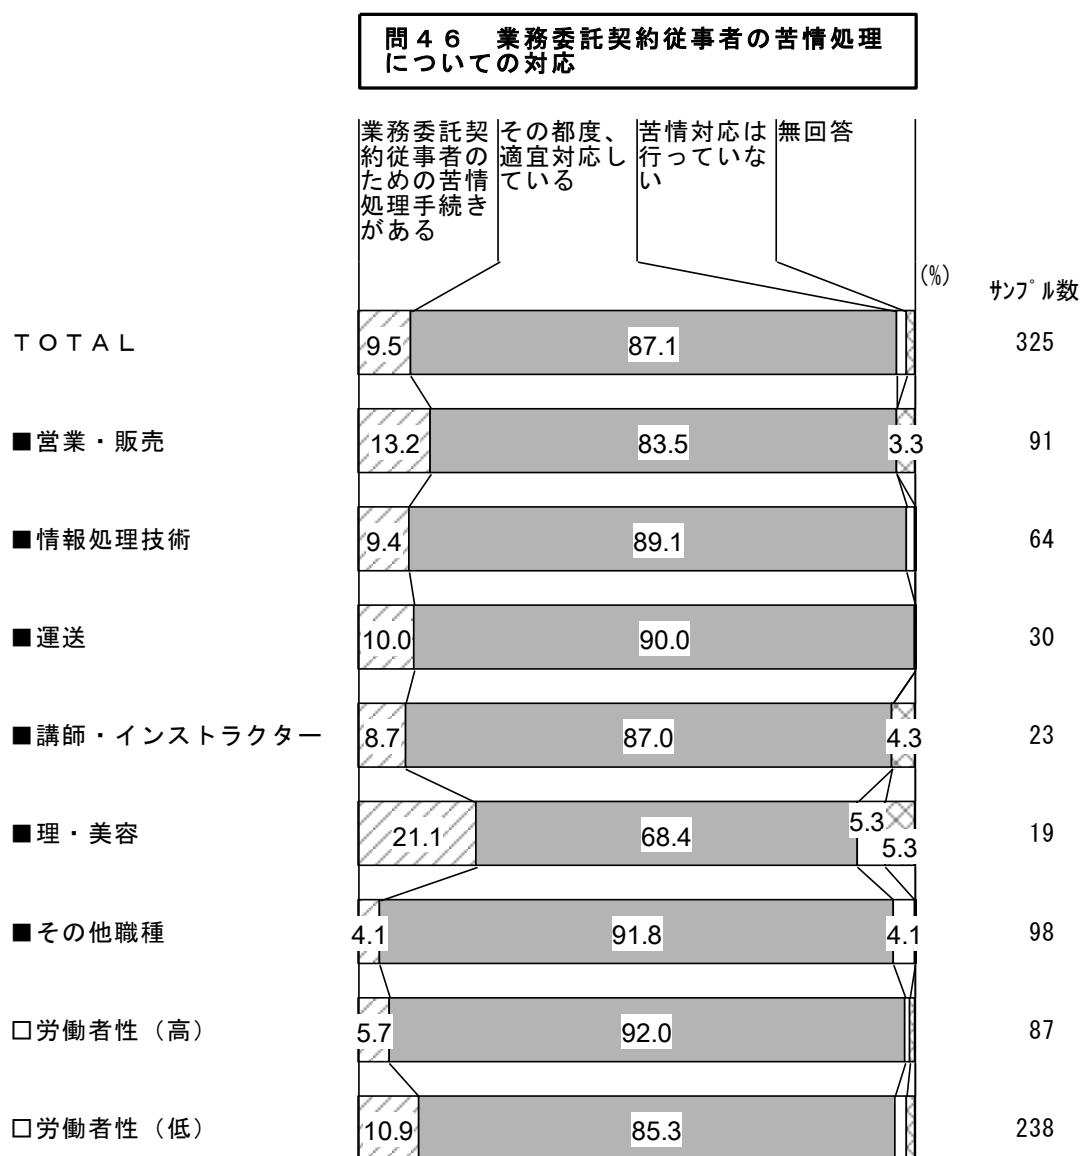 問４６　業務委託契約従事者の苦情処理
についての対応
業務委託契
約従事者の
ための苦情
処理手続き
がある
その都度、
適宜対応し
ている
苦情対応は
行っていな
い
無回答
(%)
ｻﾝﾌﾟﾙ数
ＴＯＴＡＬ 9.5 87.1 325
■営業・販売 13.2 83.5 3.3 91
■情報処理技術 9.4 89.1 64
■運送 10.0 90.0 30
■講師・インストラクター 8.7 87.0 4.3 23
■理・美容 21.1 68.4 5.3 5.3 19
■その他職種 4.1 91.8 4.1 98
□労働者性（高） 5.7 92.0 87
□労働者性（低） 10.9 85.3 238